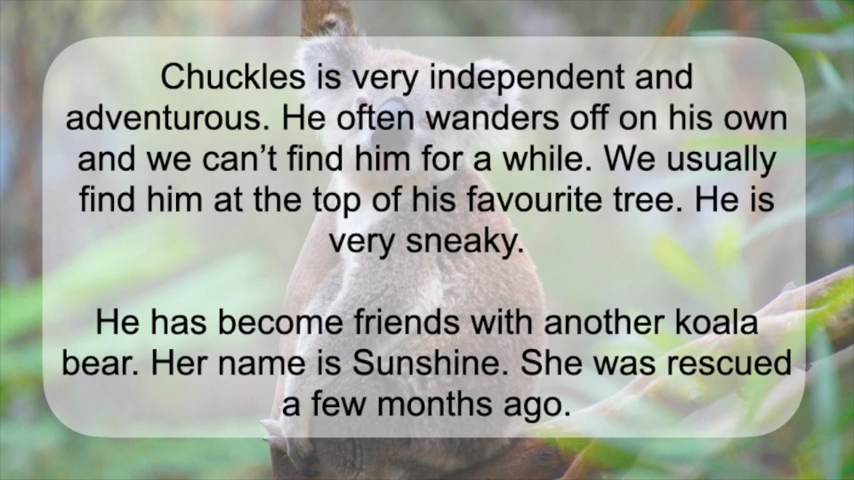 Chuckles is very independent and
adventurous. He often wanders off on his own
and we can’t find him for a while. We usually
find him at the top of his favourite tree. He is
very sneaky.
He has become friends with another koala
bear. Her name is Sunshine. She was rescued
a few months ago.